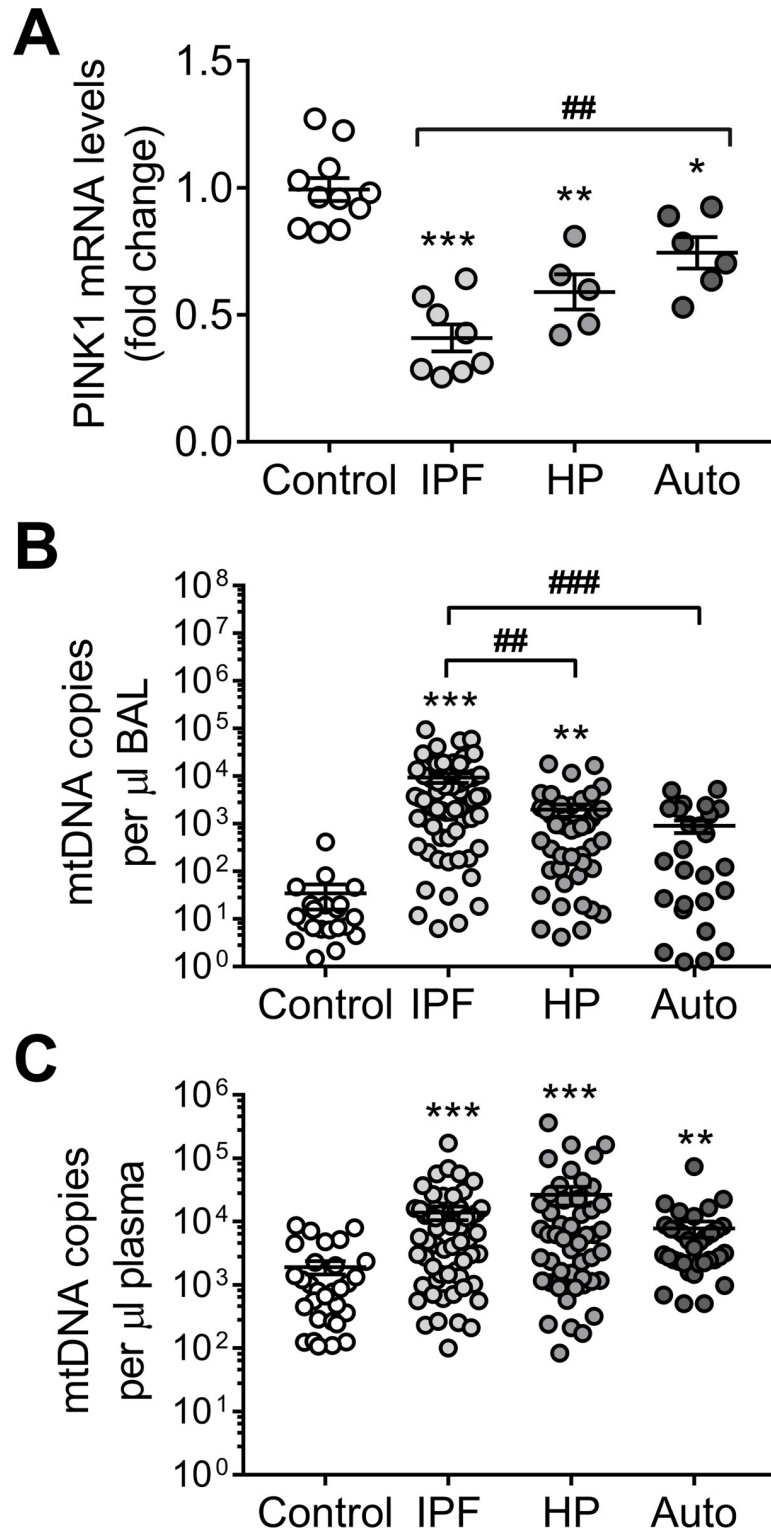 A
PINK1 mRNA levels
(fold change)
1.5
1.0
0.5
0.0
##
***
**
*
Control IPF HP Auto
B
mtDNA copies
per µl BAL
10⁸
10⁷
10⁶
10⁵
10⁴
10³
10²
10¹
10⁰
###
##
***
**
Control IPF HP Auto
C
mtDNA copies
per µl plasma
10⁶
10⁵
10⁴
10³
10²
10¹
10⁰
***
***
**
Control IPF HP Auto